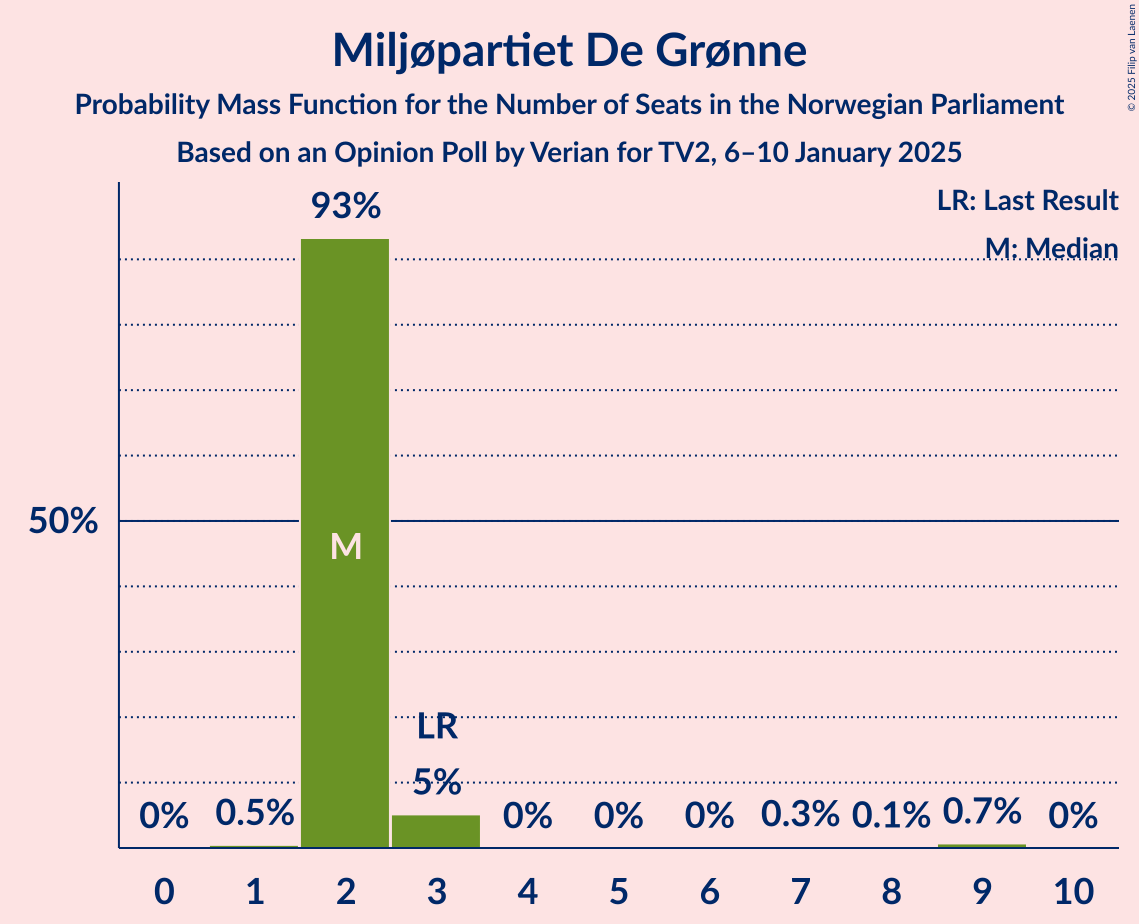 Miljøpartiet De Grønne
Probability Mass Function for the Number of Seats in the Norwegian Parliament
Based on an Opinion Poll by Verian for TV2, 6–10 January 2025
© 2025 Filip van Laenen
LR: Last Result
M: Median
93%
50%
M
LR
5%
0% 0.5% 0% 0% 0% 0.3% 0.1% 0.7% 0%
0 1 2 3 4 5 6 7 8 9 10